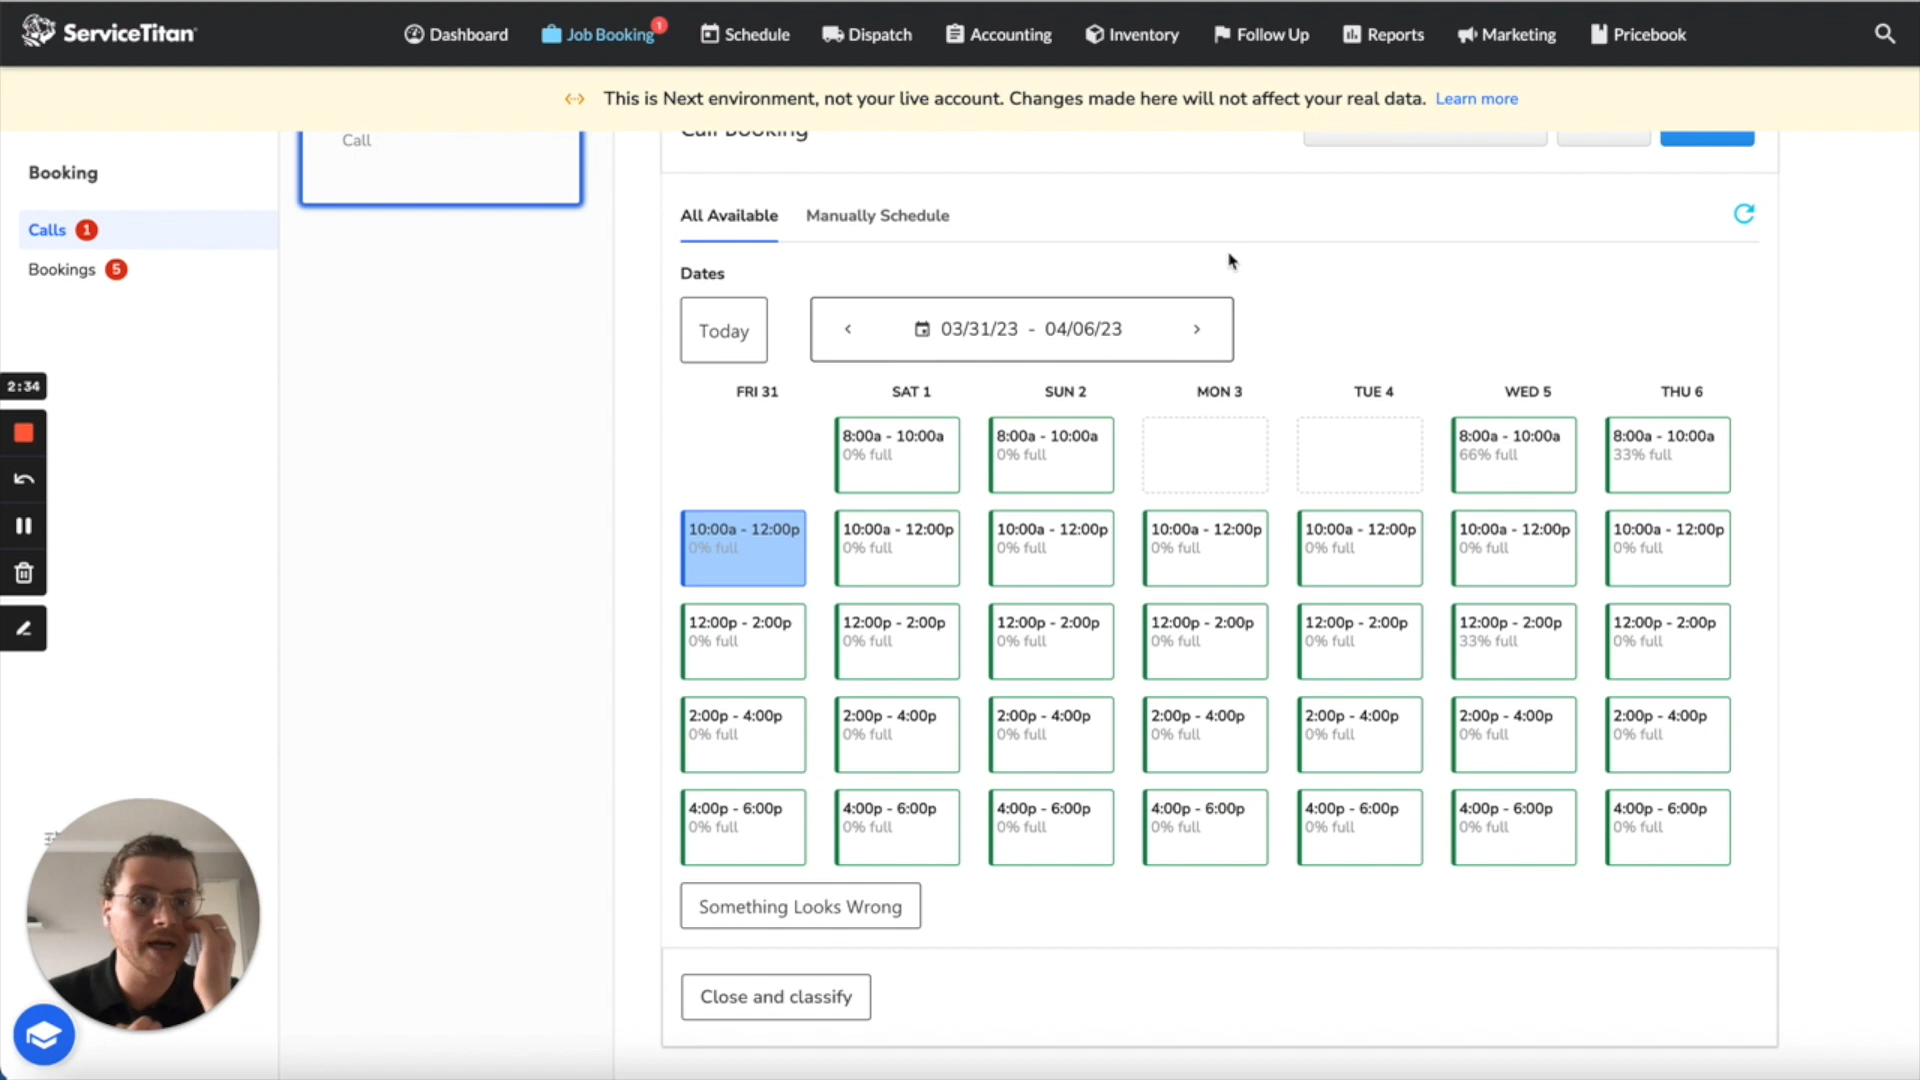 ServiceTitan
Dashboard
Job Booking
1
Schedule
Dispatch
Accounting
Inventory
Follow Up
Reports
Marketing
Pricebook
This is Next environment, not your live account. Changes made here will not affect your real data. Learn more
Call
Call Booking
Booking
Calls 1
Bookings 5
All Available
Manually Schedule
Dates
Today
03/31/23 - 04/06/23
2:34
FRI 31
SAT 1
SUN 2
MON 3
TUE 4
WED 5
THU 6
8:00a - 10:00a
0% full
8:00a - 10:00a
0% full
8:00a - 10:00a
66% full
8:00a - 10:00a
33% full
10:00a - 12:00p
0% full
10:00a - 12:00p
0% full
10:00a - 12:00p
0% full
10:00a - 12:00p
0% full
10:00a - 12:00p
0% full
10:00a - 12:00p
0% full
10:00a - 12:00p
0% full
12:00p - 2:00p
0% full
12:00p - 2:00p
0% full
12:00p - 2:00p
0% full
12:00p - 2:00p
0% full
12:00p - 2:00p
0% full
12:00p - 2:00p
33% full
12:00p - 2:00p
0% full
2:00p - 4:00p
0% full
2:00p - 4:00p
0% full
2:00p - 4:00p
0% full
2:00p - 4:00p
0% full
2:00p - 4:00p
0% full
2:00p - 4:00p
0% full
2:00p - 4:00p
0% full
4:00p - 6:00p
0% full
4:00p - 6:00p
0% full
4:00p - 6:00p
0% full
4:00p - 6:00p
0% full
4:00p - 6:00p
0% full
4:00p - 6:00p
0% full
4:00p - 6:00p
0% full
Something Looks Wrong
Close and classify